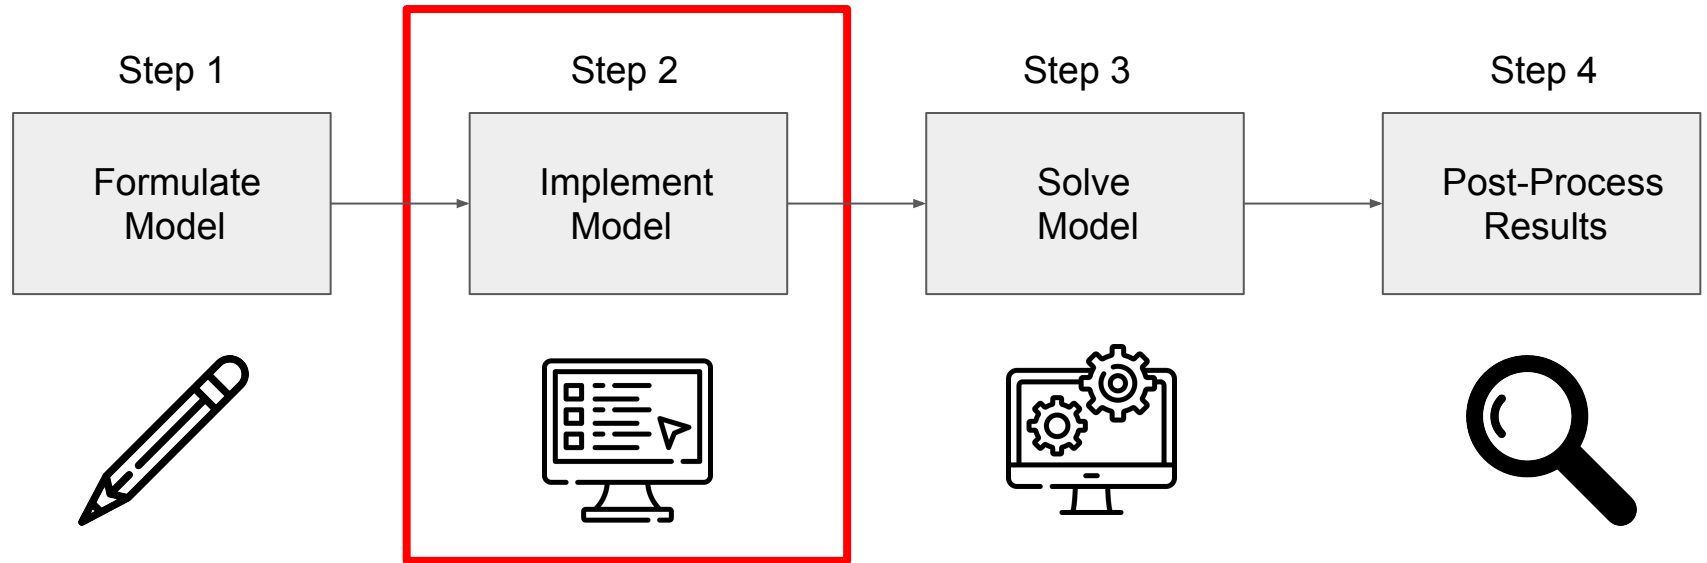 Step 1
Formulate
Model
Step 2
Implement
Model
Step 3
Solve
Model
Step 4
Post-Process
Results